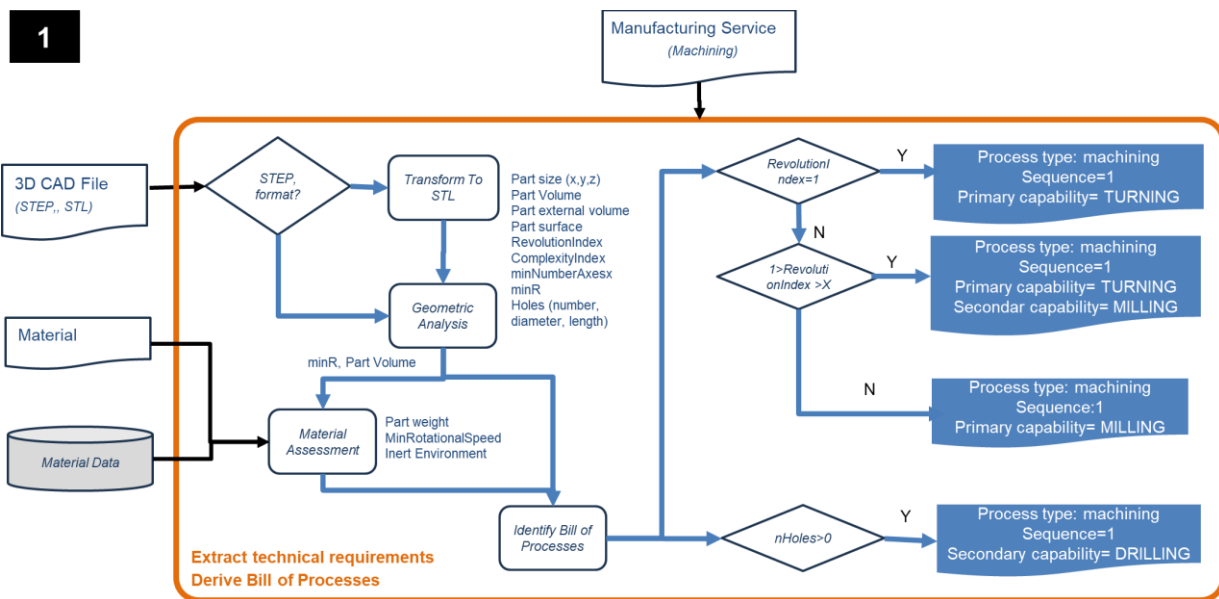 1
Manufacturing Service
(Machining)
3D CAD File
(STEP,, STL)
STEP,
format?
Transform To
STL
Part size (x,y,z)
Part Volume
Part external volume
Part surface
RevolutionIndex
ComplexityIndex
minNumberAxesx
minR
Holes (number,
diameter, length)
Geometric
Analysis
Material
minR, Part Volume
Material Data
Material
Assessment
Part weight
MinRotationalSpeed
Inert Environment
Identify Bill of
Processes
Extract technical requirements
Derive Bill of Processes
RevolutionI
ndex=1
Y
Process type: machining
Sequence=1
Primary capability= TURNING
N
1>Revoluti
onIndex >X
Y
Process type: machining
Sequence=1
Primary capability= TURNING
Secondar capability= MILLING
N
Process type: machining
Sequence:1
Primary capability= MILLING
nHoles>0
Y
Process type: machining
Sequence=1
Secondary capability= DRILLING